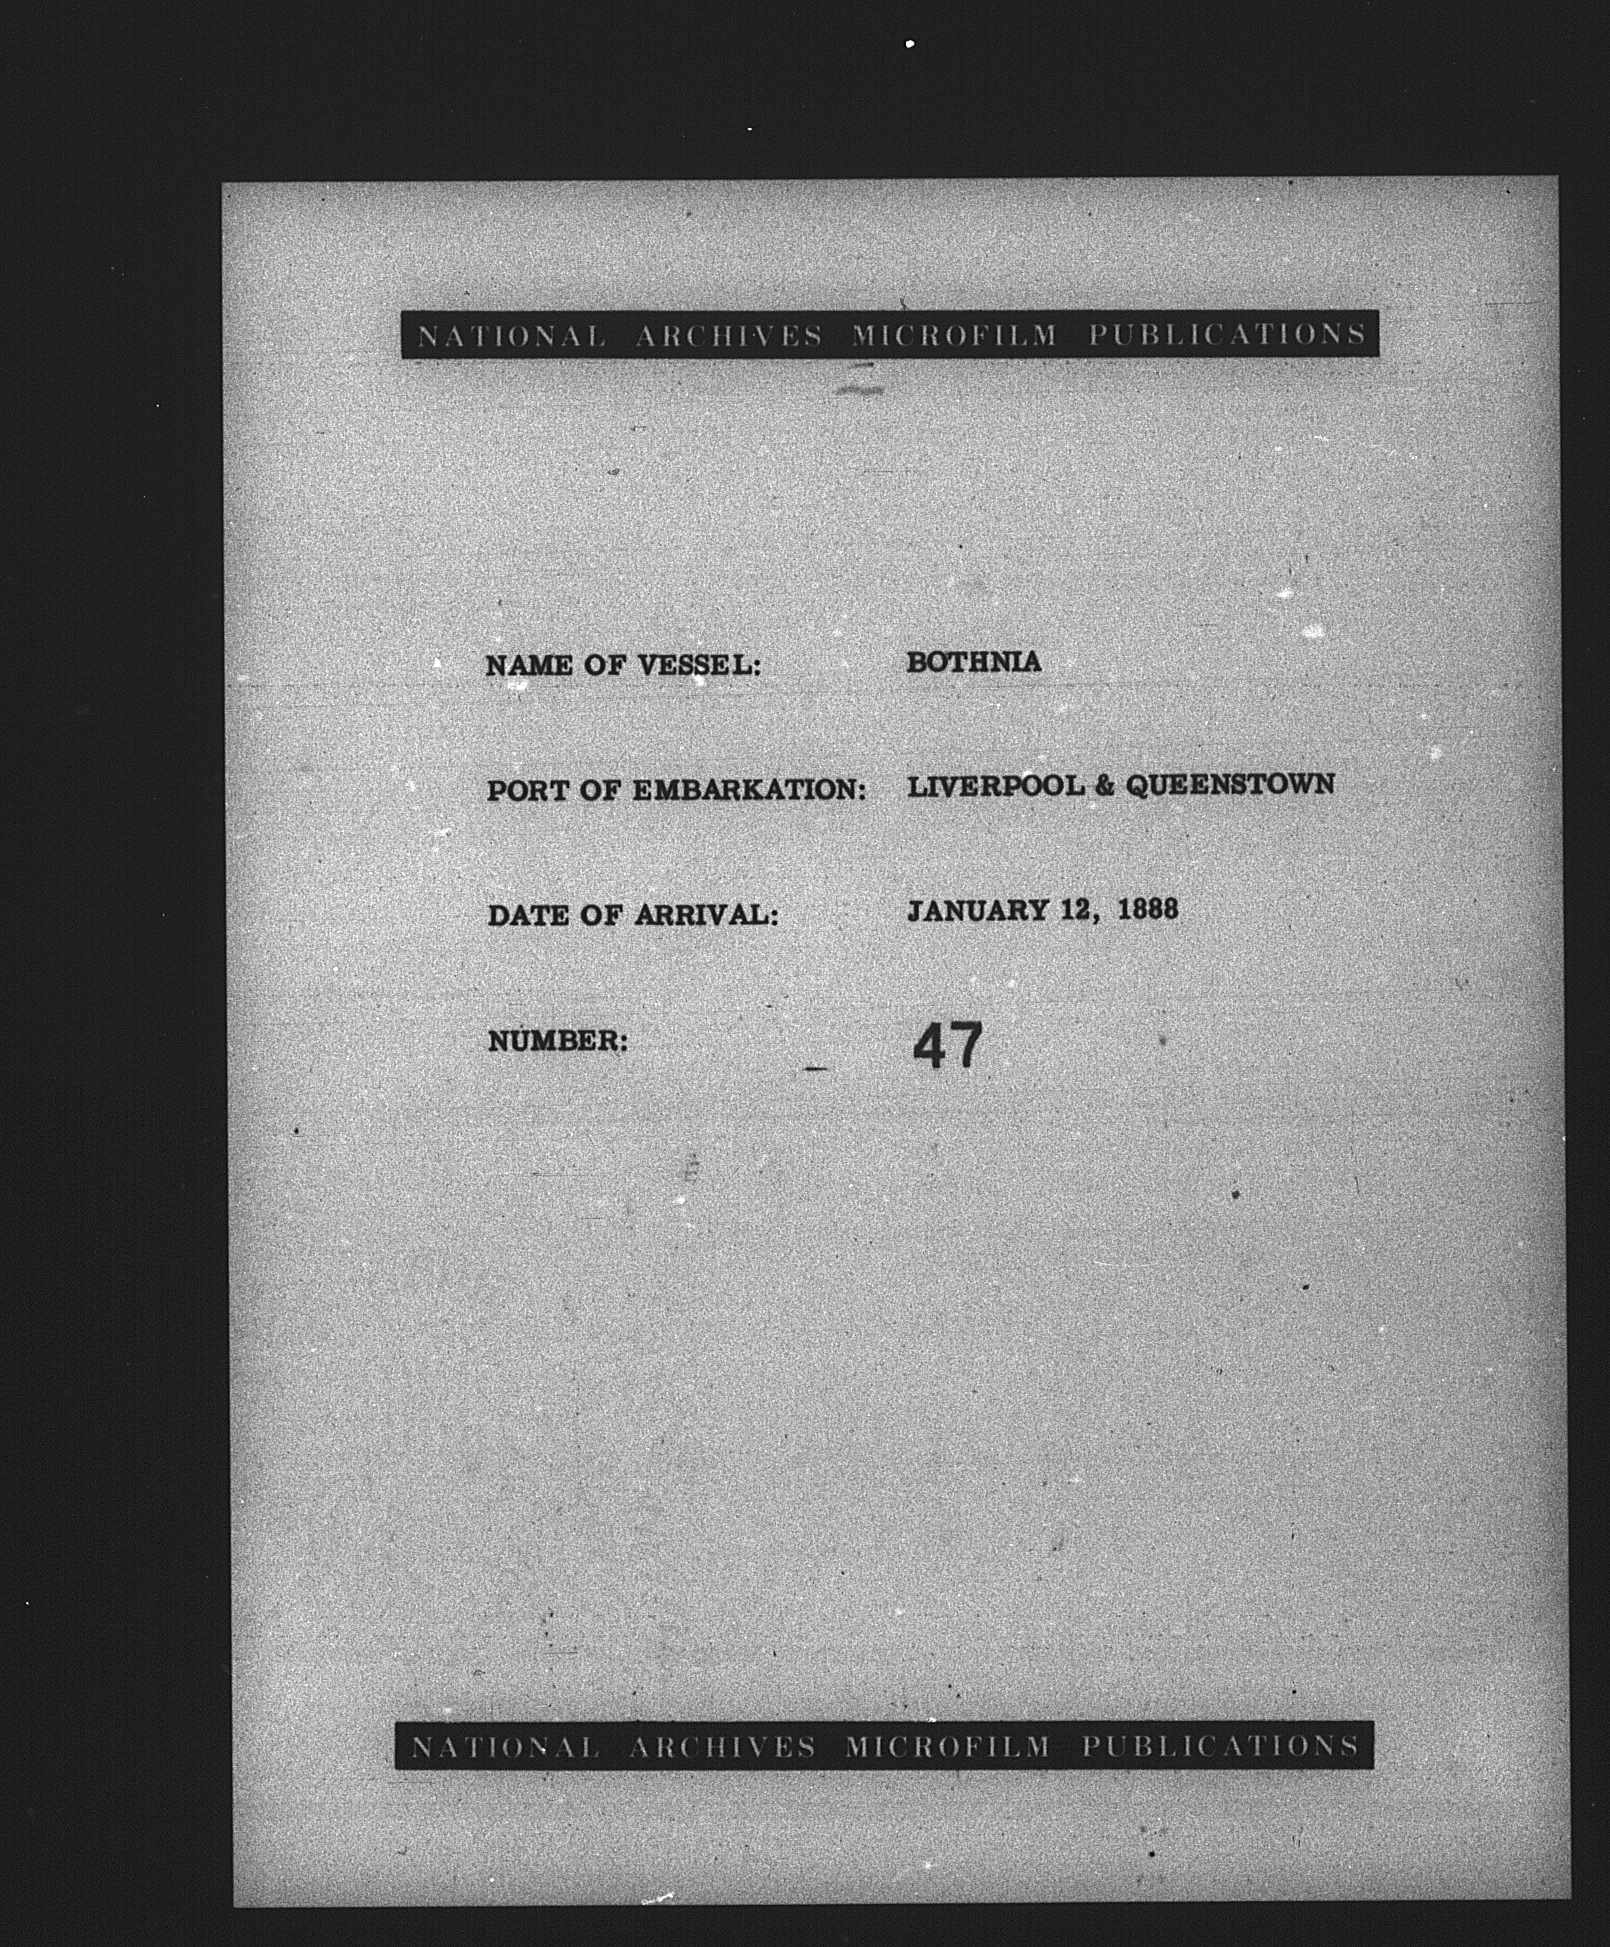 NATIONAL ARCHIVES MICROFILM PUBLICATIONS
NAME OF VESSEL: BOTHNIA
PORT OF EMBARKATION: LIVERPOOL & QUEENSTOWN
DATE OF ARRIVAL: JANUARY 12, 1888
NUMBER: 47
NATIONAL ARCHIVES MICROFILM PUBLICATIONS